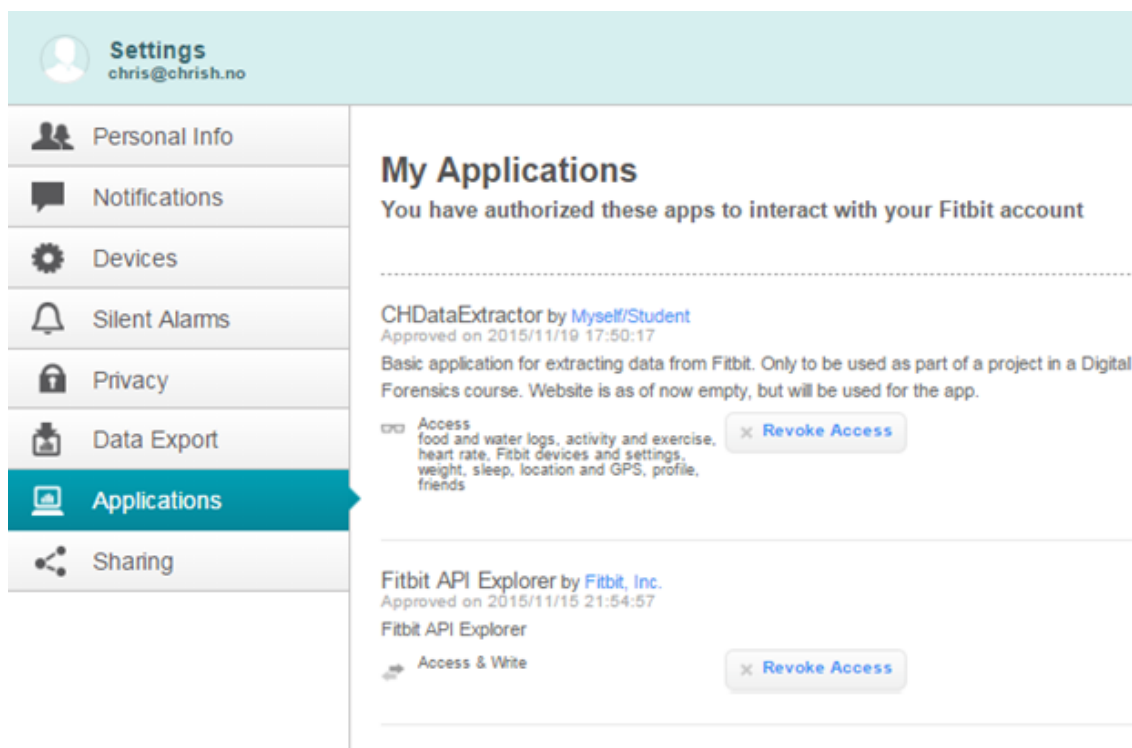 Settings
chris@chrish.no
Personal Info
Notifications
Devices
Silent Alarms
Privacy
Data Export
Applications
Sharing
My Applications
You have authorized these apps to interact with your Fitbit account
CHDataExtractor by Myself/Student
Approved on 2015/11/19 17:50:17
Basic application for extracting data from Fitbit. Only to be used as part of a project in a Digital
Forensics course. Website is as of now empty, but will be used for the app.
Access
food and water logs, activity and exercise,
heart rate, Fitbit devices and settings,
weight, sleep, location and GPS, profile,
friends
Revoke Access
Fitbit API Explorer by Fitbit, Inc.
Approved on 2015/11/15 21:54:57
Fitbit API Explorer
Access & Write
Revoke Access